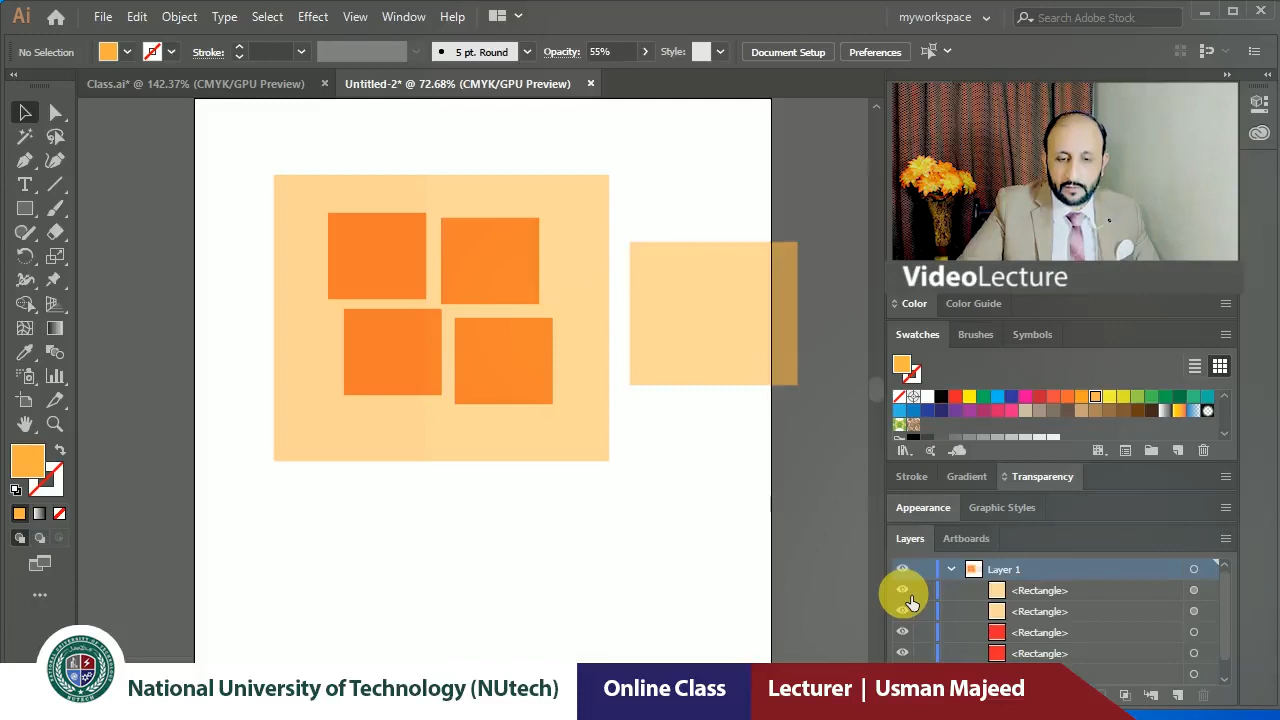 Ai File Edit Object Type Select Effect View Window Help myworkspace Search Adobe Stock
No Selection Stroke: 5 pt. Round Opacity: 55% Style: Document Setup Preferences
Class.ai* @ 142.37% (CMYK/GPU Preview) × Untitled-2* @ 72.68% (CMYK/GPU Preview) ×
VideoLecture
Color Color Guide
Swatches Brushes Symbols
Stroke Gradient Transparency
Appearance Graphic Styles
Layers Artboards
Layer 1
<Rectangle>
<Rectangle>
<Rectangle>
<Rectangle>
National University of Technology (NUtech) Online Class Lecturer | Usman Majeed